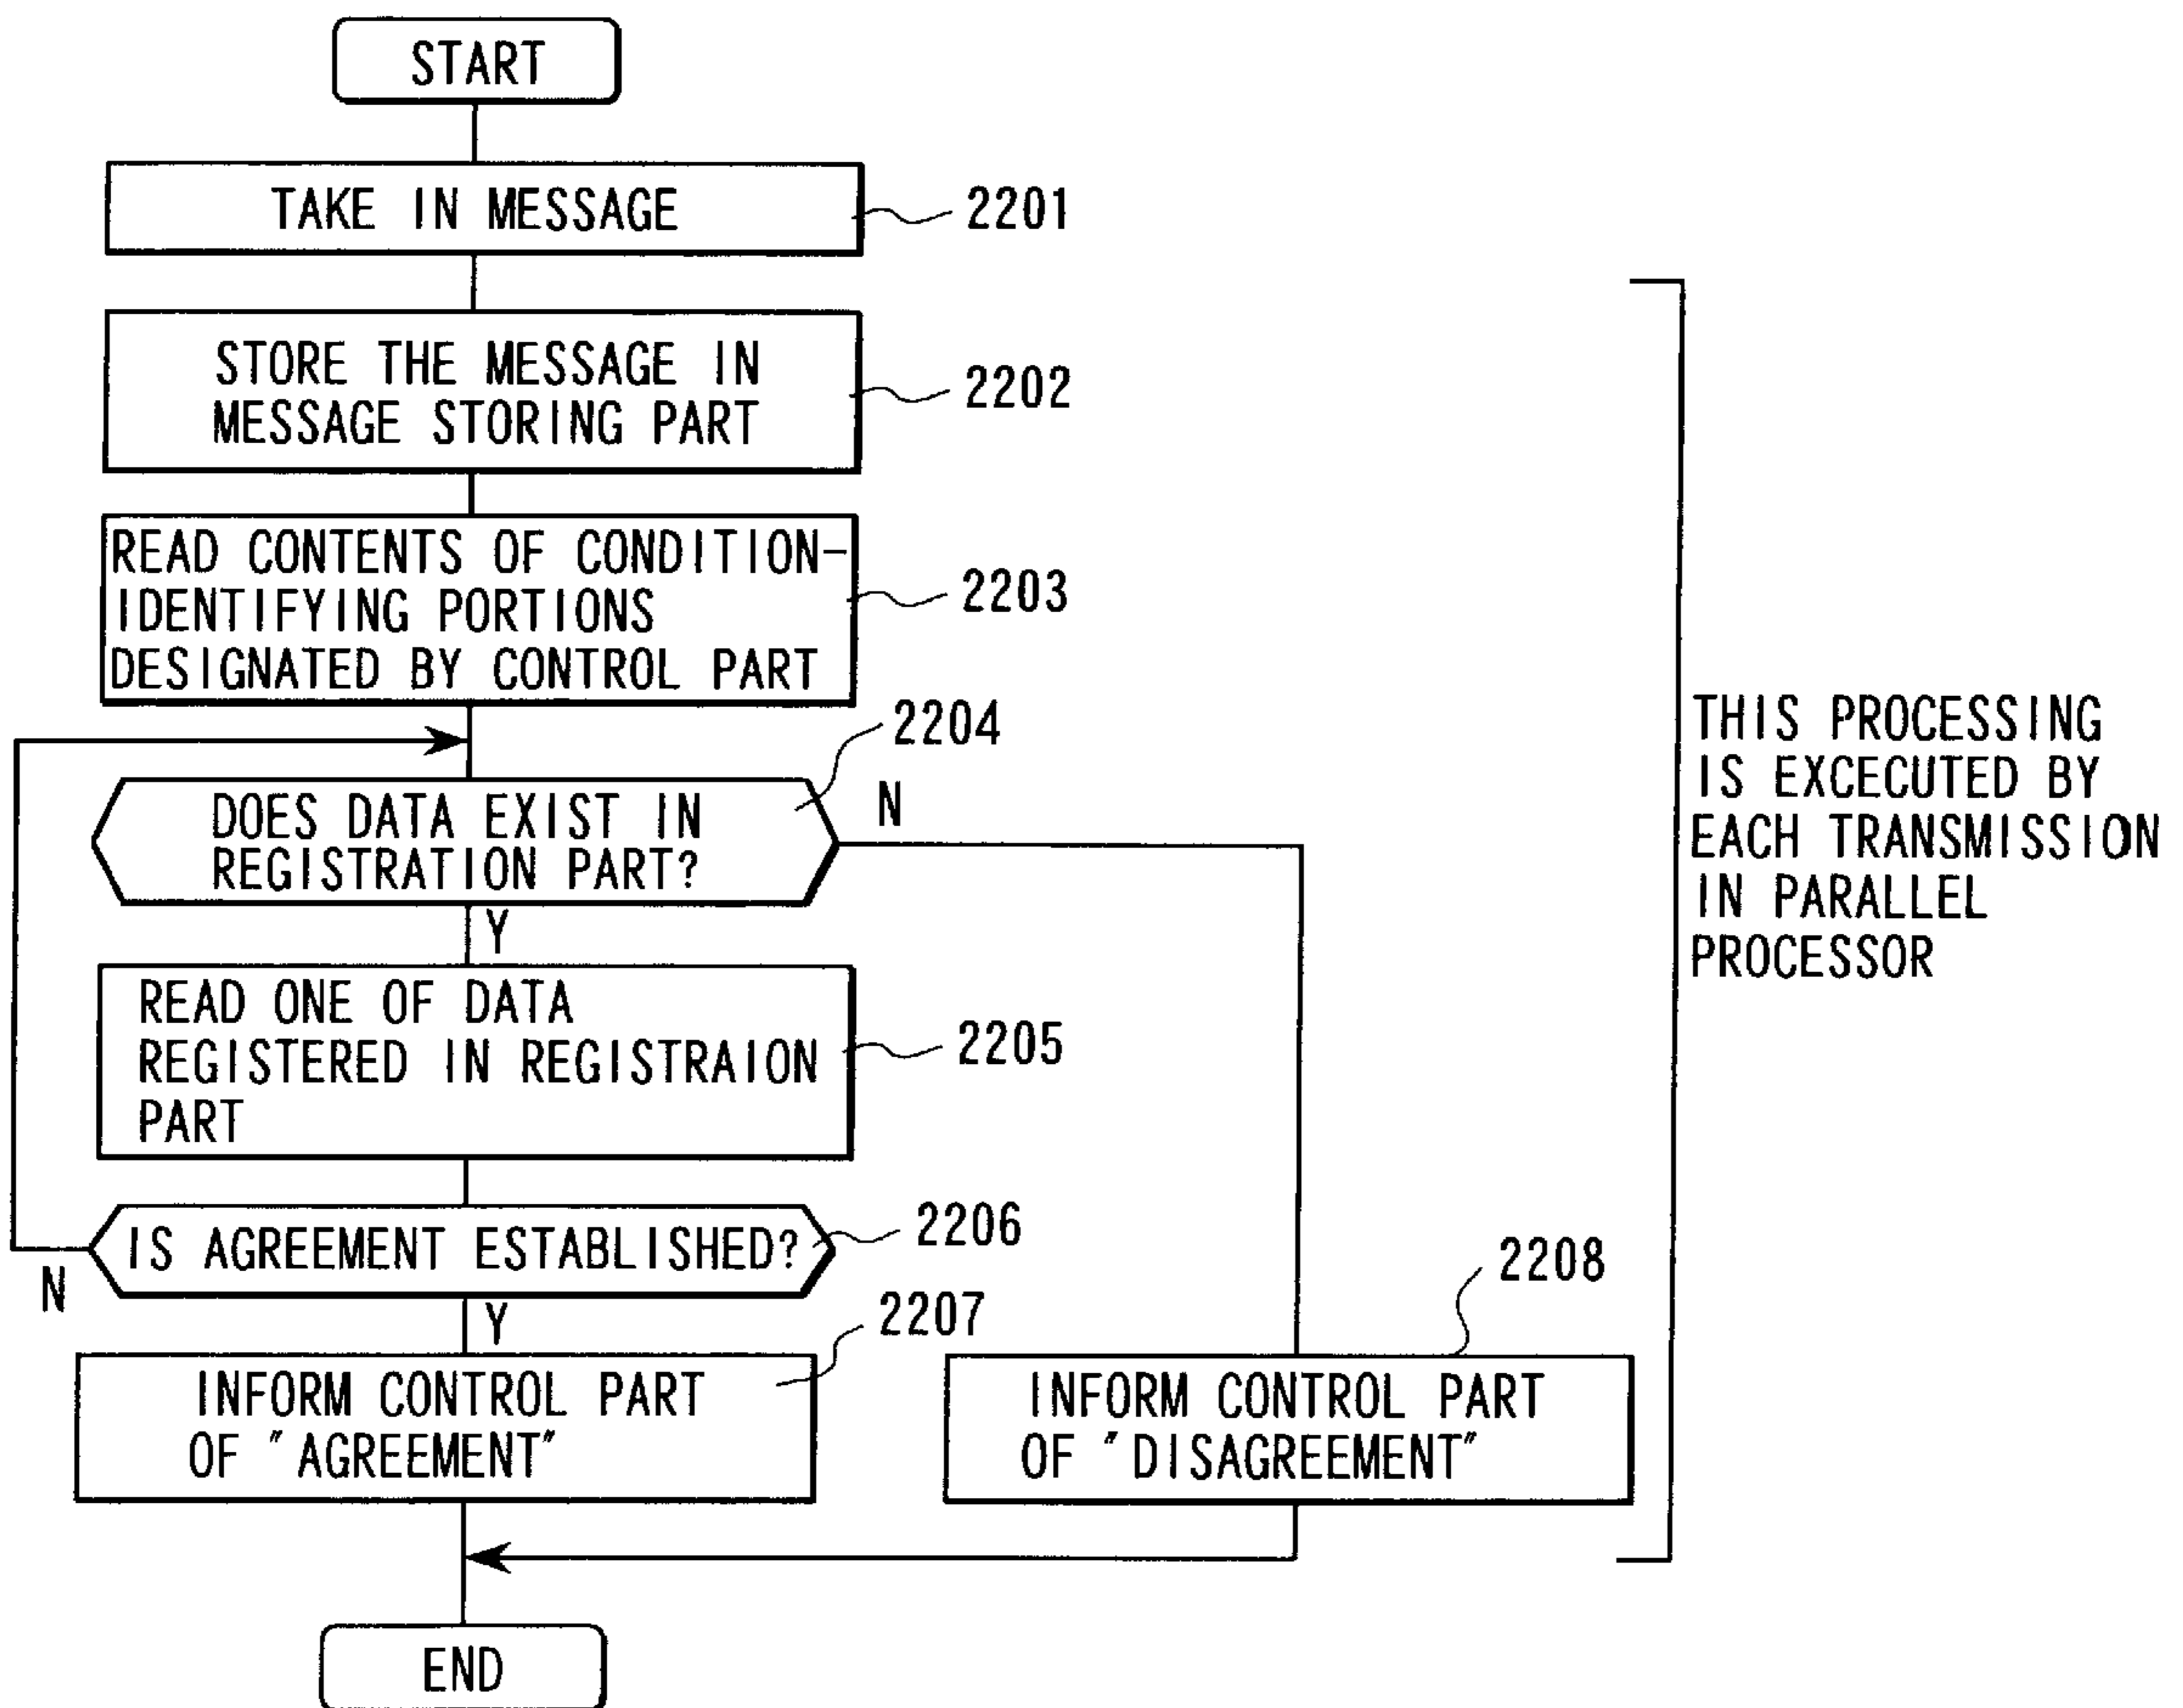 START
TAKE IN MESSAGE
2201
STORE THE MESSAGE IN
MESSAGE STORING PART
2202
READ CONTENTS OF CONDITION-
IDENTIFYING PORTIONS
DESIGNATED BY CONTROL PART
2203
2204
DOES DATA EXIST IN
REGISTRATION PART?
N
Y
READ ONE OF DATA
REGISTERED IN REGISTRAION
PART
2205
IS AGREEMENT ESTABLISHED?
2206
N
Y
2207
INFORM CONTROL PART
OF "AGREEMENT"
2208
INFORM CONTROL PART
OF "DISAGREEMENT"
END
THIS PROCESSING
IS EXCECUTED BY
EACH TRANSMISSION
IN PARALLEL
PROCESSOR